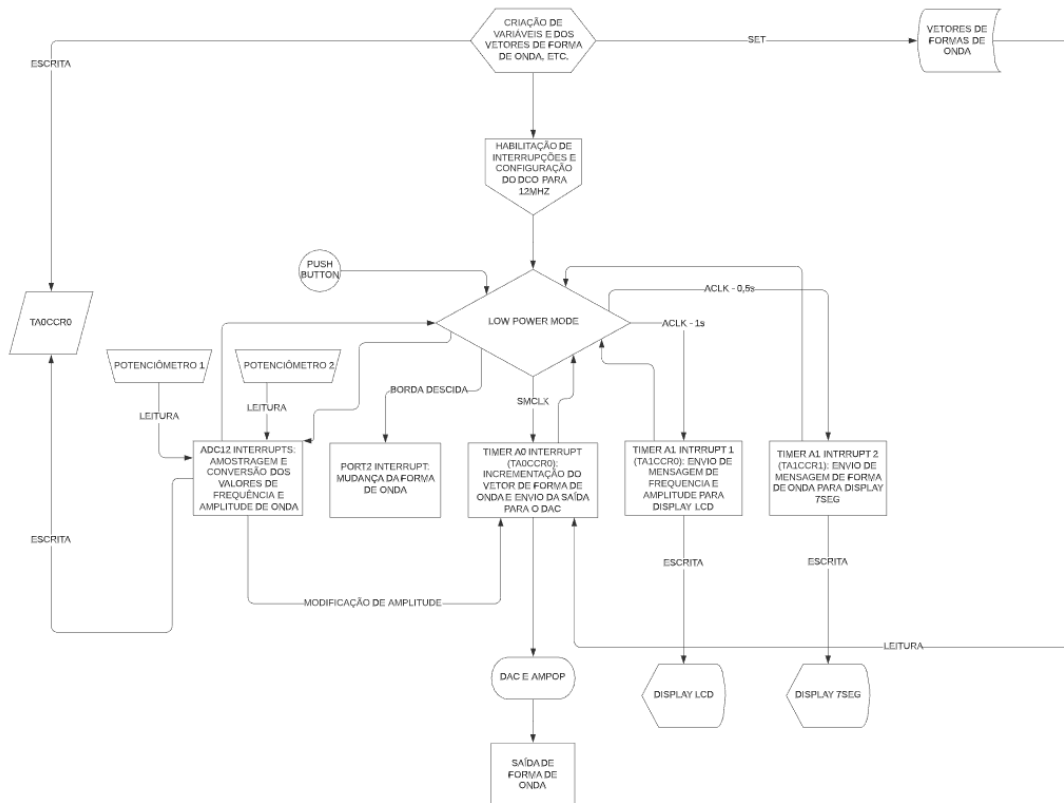 CRIAÇÃO DE
VARIÁVEIS E DOS
VETORES DE FORMA
DE ONDA, ETC.
SET
VETORES DE
FORMAS DE
ONDA
ESCRITA
HABILITAÇÃO DE
INTERRUPÇÕES E
CONFIGURAÇÃO
DO DCO PARA
12MHZ
PUSH
BUTTON
LOW POWER MODE
ACLK - 0,5s
ACLK - 1s
TA0CCR0
POTENCIÔMETRO 1
POTENCIÔMETRO 2
LEITURA
LEITURA
BORDA DESCIDA
SMCLK
ADC12 INTERRUPTS:
AMOSTRAGEM E
CONVERSÃO DOS
VALORES DE
FREQUÊNCIA E
AMPLITUDE DE ONDA
PORT2 INTERRUPT:
MUDANÇA DA FORMA
DE ONDA
TIMER A0 INTERRUPT
(TA0CCR0):
INCREMENTAÇÃO DO
VETOR DE FORMA DE
ONDA E ENVIO DA SAÍDA
PARA O DAC
TIMER A1 INTRRUPT 1
(TA1CCR0): ENVIO DE
MENSAGEM DE
FREQUENCIA E
AMPLITUDE PARA
DISPLAY LCD
TIMER A1 INTRRUPT 2
(TA1CCR1): ENVIO DE
MENSAGEM DE FORMA
DE ONDA PARA DISPLAY
7SEG
ESCRITA
ESCRITA
ESCRITA
MODIFICAÇÃO DE AMPLITUDE
LEITURA
DAC E AMPOP
DISPLAY LCD
DISPLAY 7SEG
SAÍDA DE
FORMA DE
ONDA